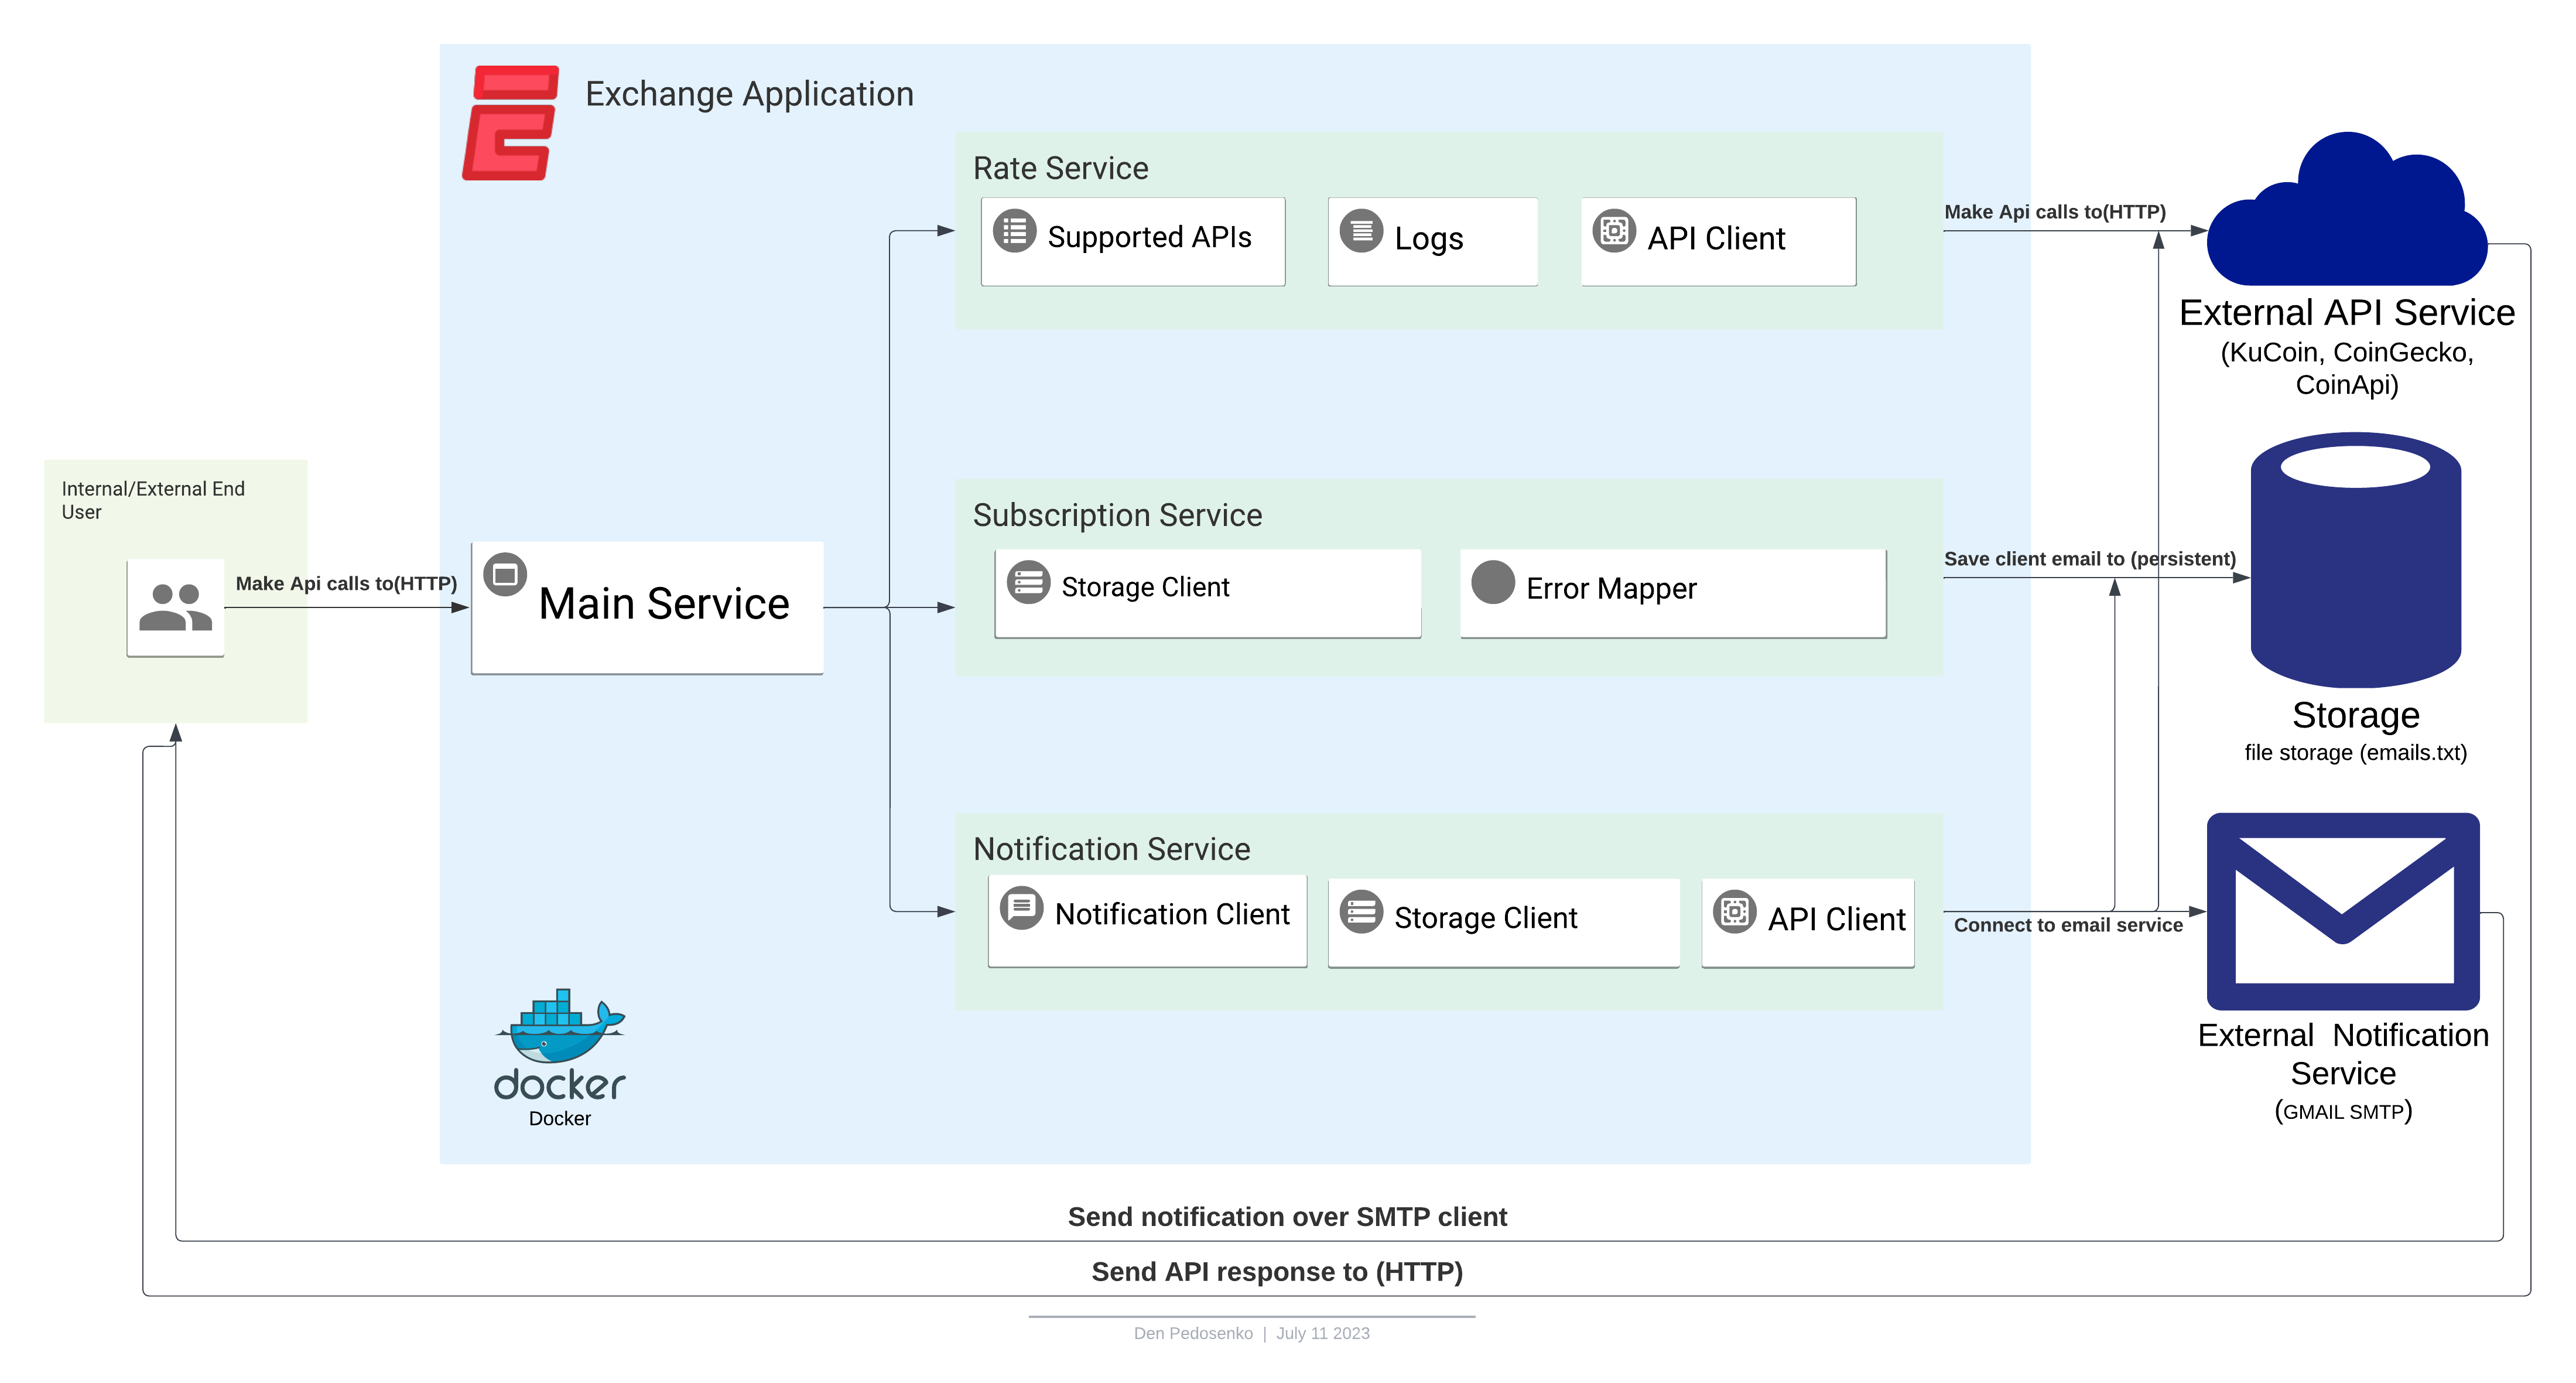 Exchange Application
Rate Service
Supported APIs
Logs
API Client
Make Api calls to(HTTP)
External API Service
(KuCoin, CoinGecko,
CoinApi)
Internal/External End
User
Make Api calls to(HTTP)
Main Service
Subscription Service
Storage Client
Error Mapper
Save client email to (persistent)
Storage
file storage (emails.txt)
Notification Service
Notification Client
Storage Client
API Client
Connect to email service
External  Notification
Service
(GMAIL SMTP)
docker
Docker
Send notification over SMTP client
Send API response to (HTTP)
Den Pedosenko  |  July 11 2023